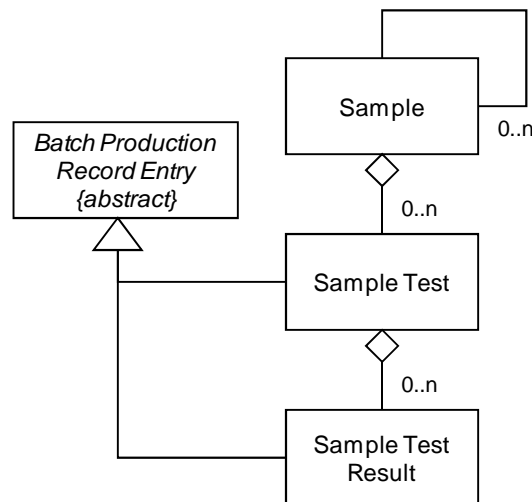 Sample
0..n
Batch Production
Record Entry
{abstract}
0..n
Sample Test
0..n
Sample Test
Result